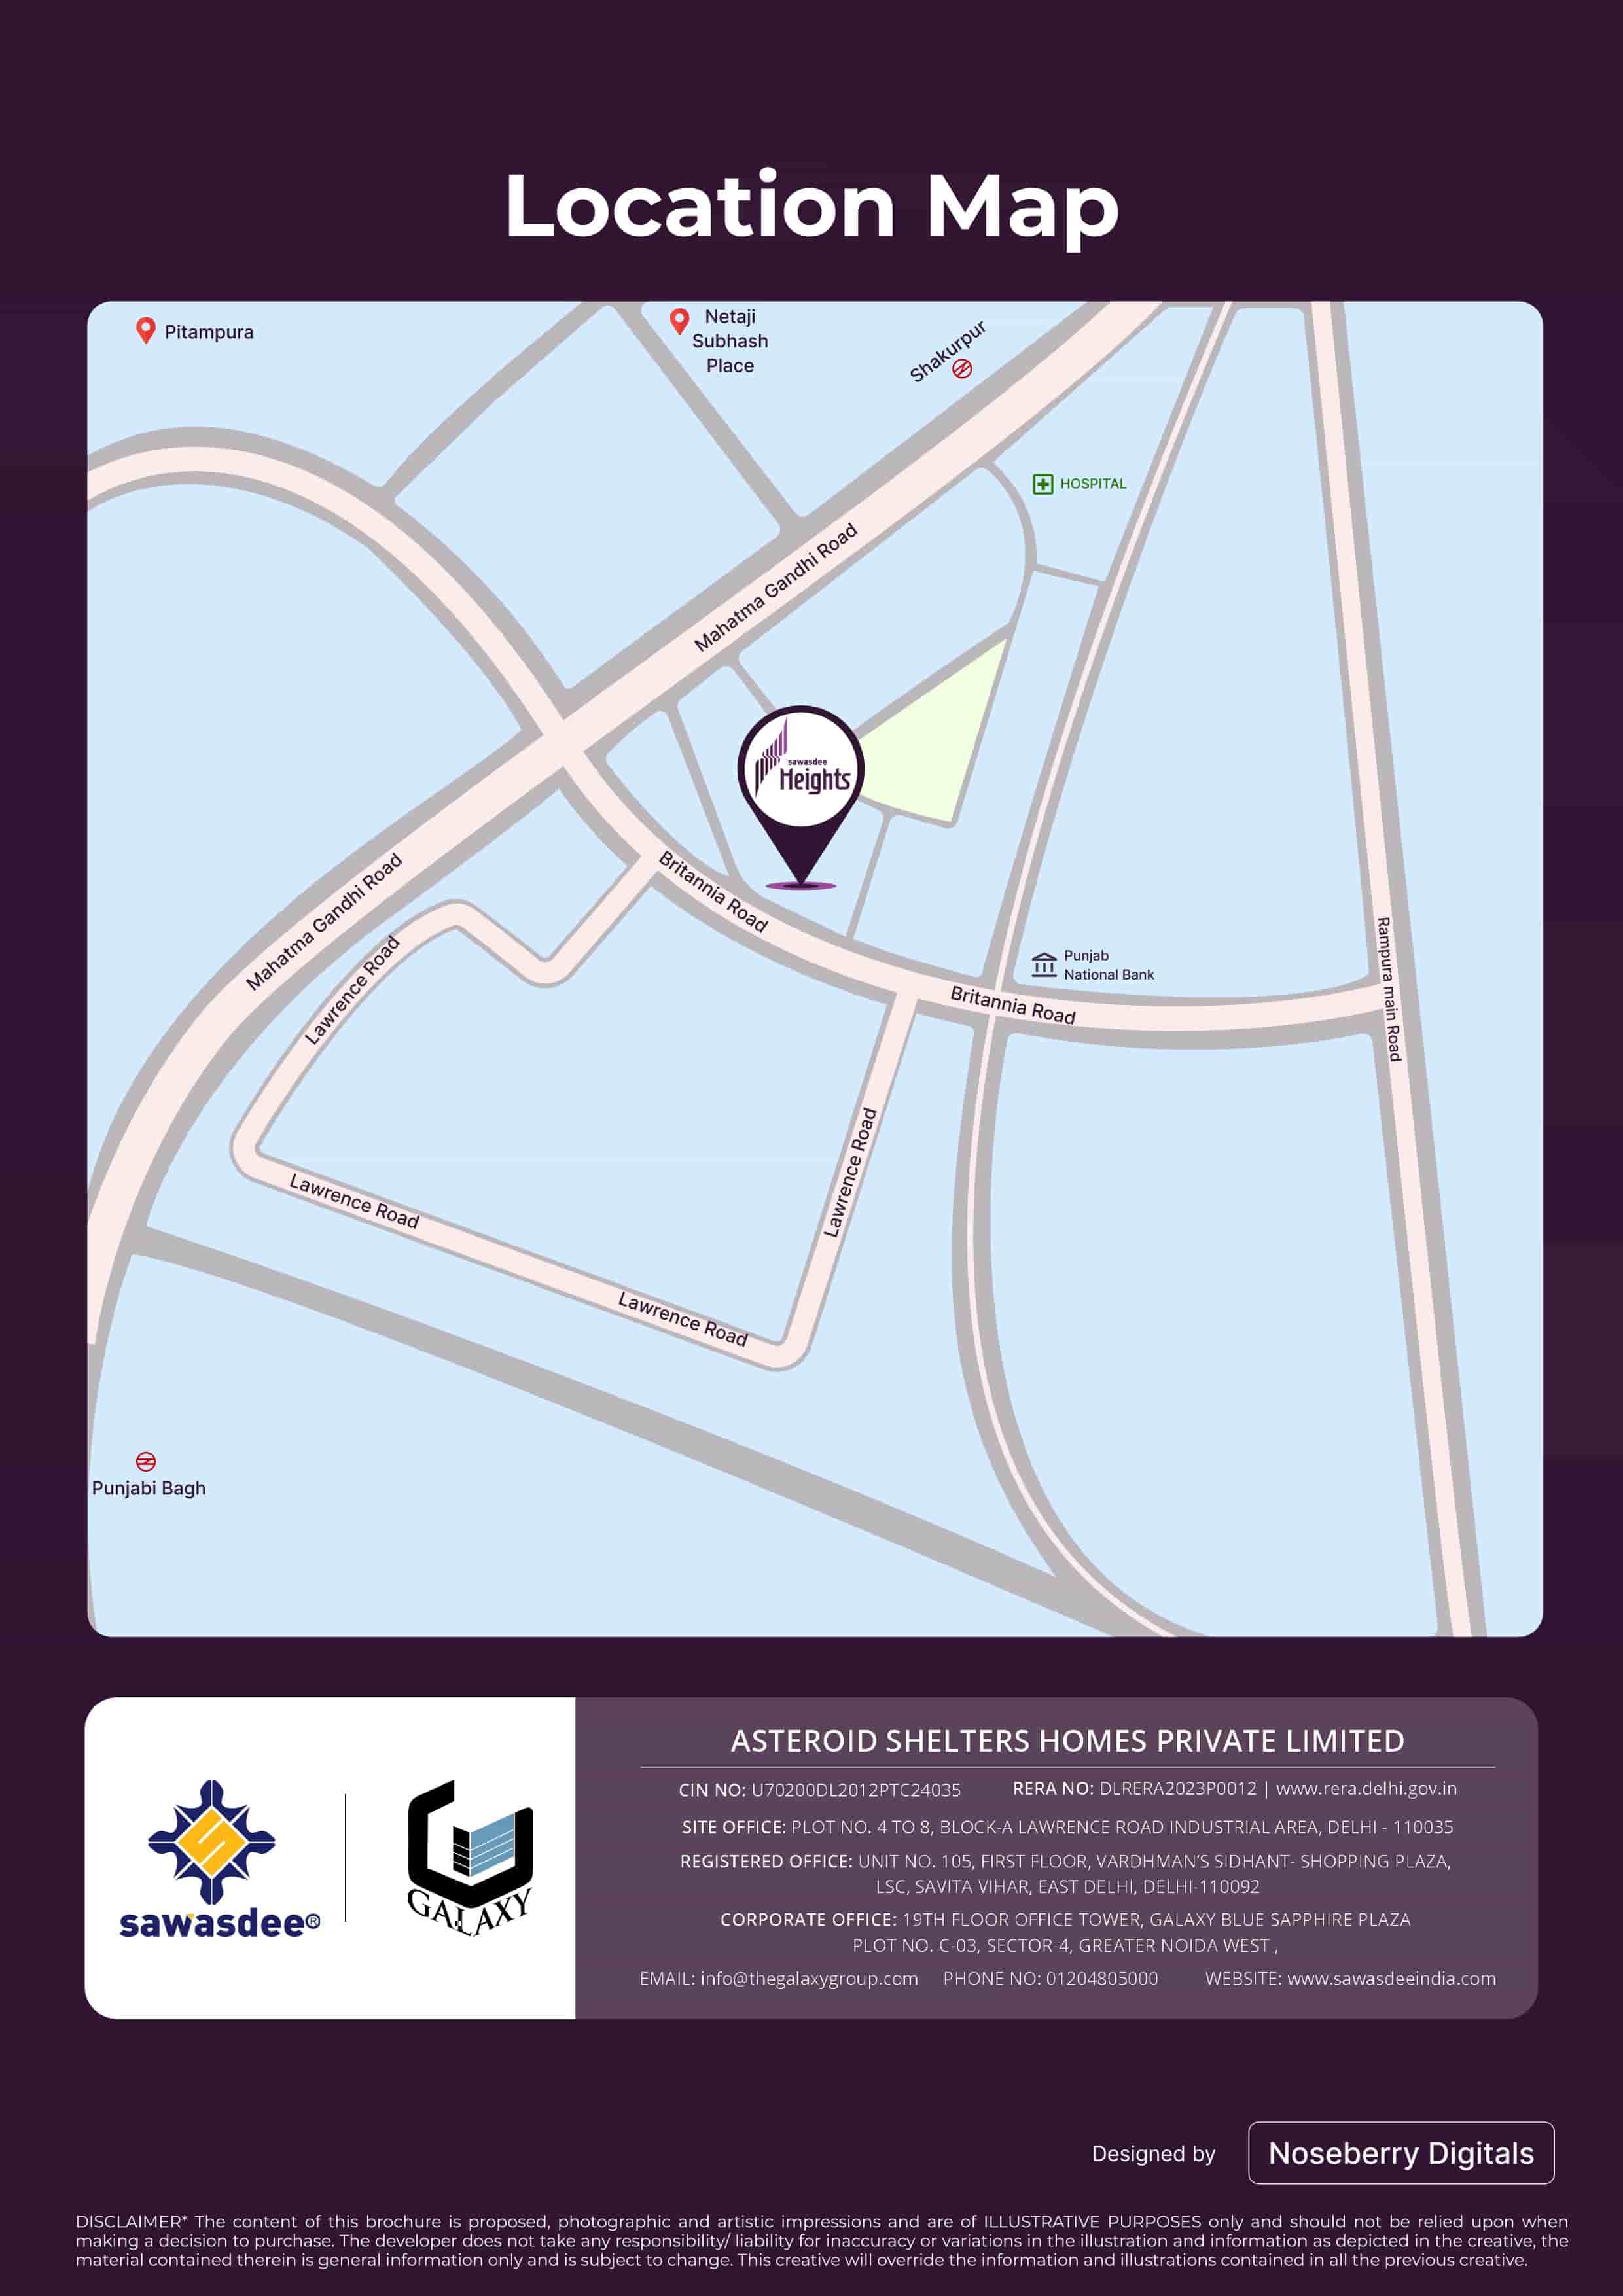 Location Map
Pitampura
Netaji
Subhash
Place
Shakurpur
HOSPITAL
Mahatma Gandhi Road
sawasdee
Heights
Mahatma Gandhi Road
Britannia Road
Lawrence Road
Punjab
National Bank
Britannia Road
Rampura main Road
Lawrence Road
Lawrence Road
Lawrence Road
Punjabi Bagh
sawasdee®
GALAXY
ASTEROID SHELTERS HOMES PRIVATE LIMITED
CIN NO: U70200DL2012PTC24035 RERA NO: DLRERA2023P0012 | www.rera.delhi.gov.in
SITE OFFICE: PLOT NO. 4 TO 8, BLOCK-A LAWRENCE ROAD INDUSTRIAL AREA, DELHI - 110035
REGISTERED OFFICE: UNIT NO. 105, FIRST FLOOR, VARDHMAN'S SIDHANT- SHOPPING PLAZA,
LSC, SAVITA VIHAR, EAST DELHI, DELHI-110092
CORPORATE OFFICE: 19TH FLOOR OFFICE TOWER, GALAXY BLUE SAPPHIRE PLAZA
PLOT NO. C-03, SECTOR-4, GREATER NOIDA WEST ,
EMAIL: info@thegalaxygroup.com PHONE NO: 01204805000 WEBSITE: www.sawasdeeindia.com
Designed by Noseberry Digitals
DISCLAIMER* The content of this brochure is proposed, photographic and artistic impressions and are of ILLUSTRATIVE PURPOSES only and should not be relied upon when
making a decision to purchase. The developer does not take any responsibility/ liability for inaccuracy or variations in the illustration and information as depicted in the creative, the
material contained therein is general information only and is subject to change. This creative will override the information and illustrations contained in all the previous creative.